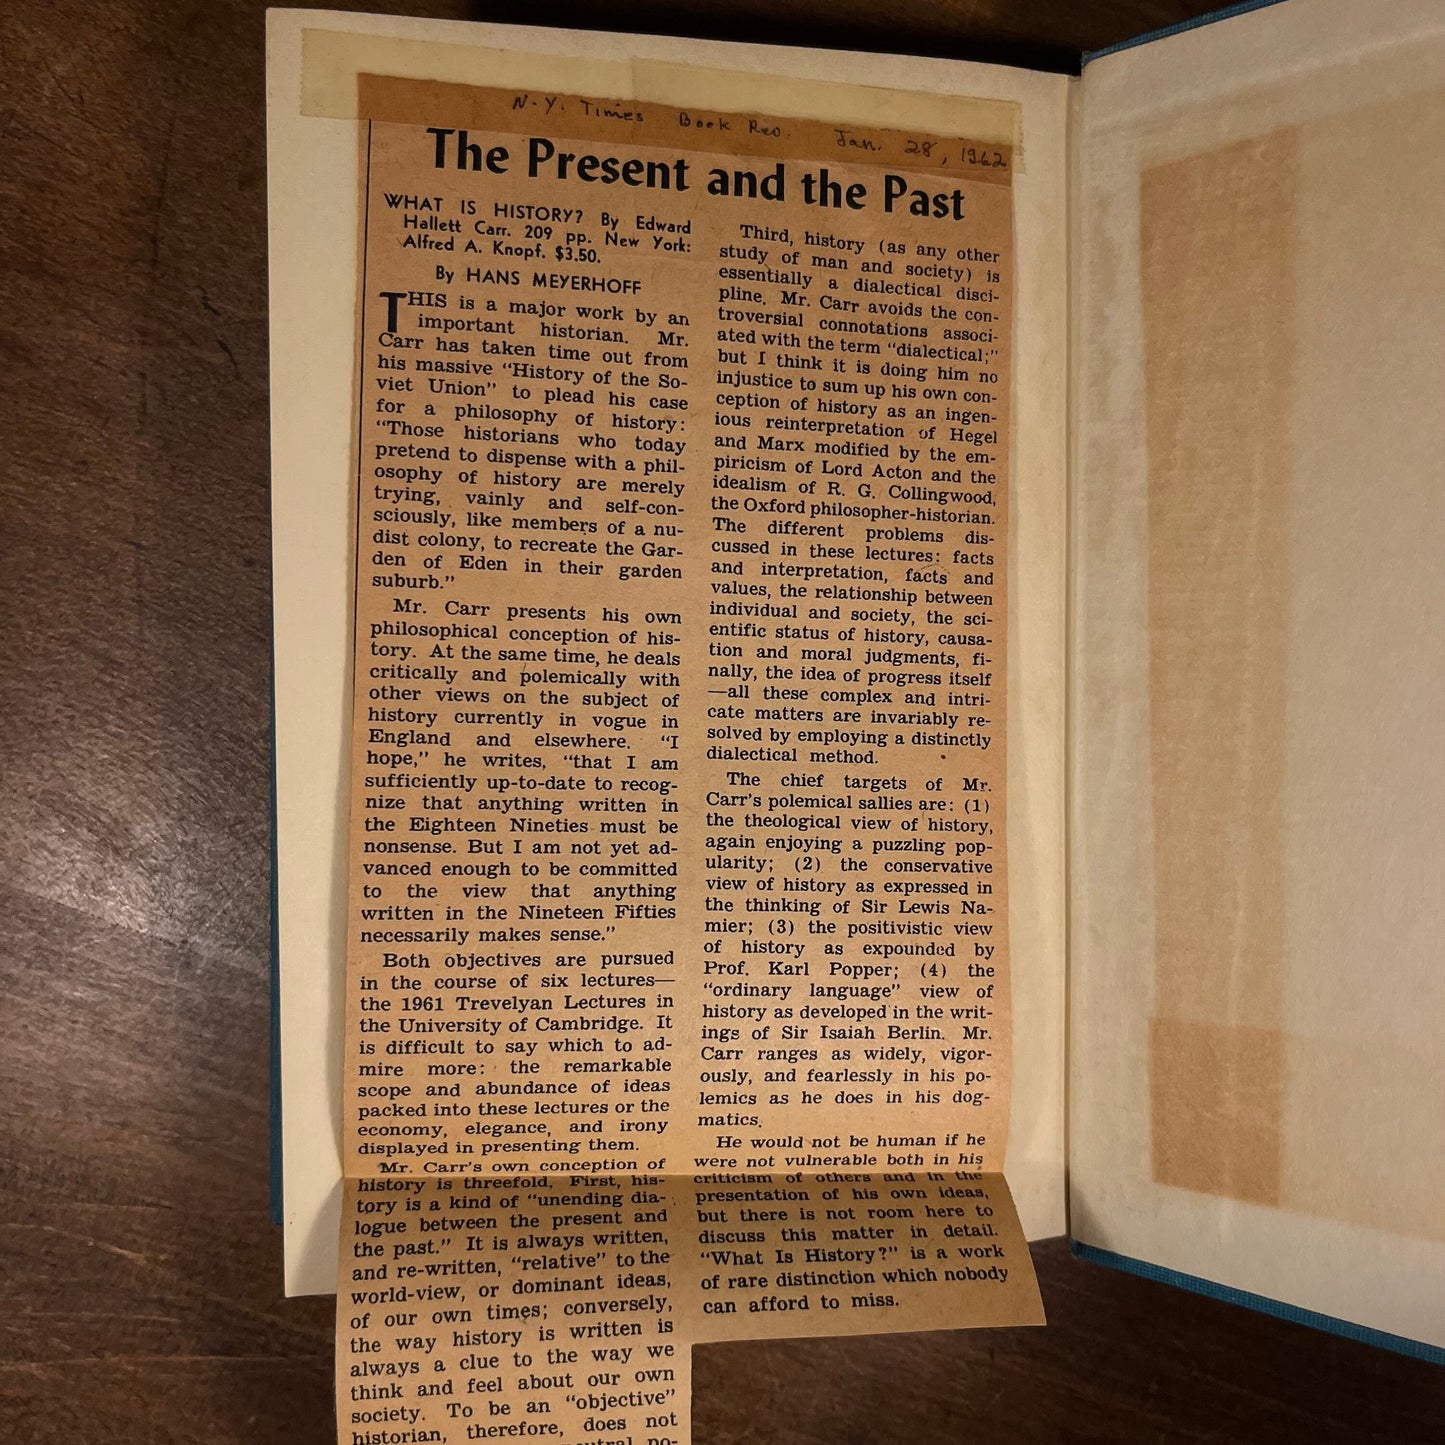 N.Y. Times Book Rev. Jan. 28, 1962
The Present and the Past
WHAT IS HISTORY? By Edward
Hallett Carr. 209 pp. New York:
Alfred A. Knopf. $3.50.
By HANS MEYERHOFF
THIS is a major work by an
important historian. Mr.
Carr has taken time out from
his massive “History of the So-
viet Union” to plead his case
for a philosophy of history:
“Those historians who today
pretend to dispense with a phil-
osophy of history are merely
trying, vainly and self-con-
sciously, like members of a nu-
dist colony, to recreate the Gar-
den of Eden in their garden
suburb.”
Mr. Carr presents his own
philosophical conception of his-
tory. At the same time, he deals
critically and polemically with
other views on the subject of
history currently in vogue in
England and elsewhere. “I
hope,” he writes, “that I am
sufficiently up-to-date to recog-
nize that anything written in
the Eighteen Nineties must be
nonsense. But I am not yet ad-
vanced enough to be committed
to the view that anything
written in the Nineteen Fifties
necessarily makes sense.”
Both objectives are pursued
in the course of six lectures—
the 1961 Trevelyan Lectures in
the University of Cambridge. It
is difficult to say which to ad-
mire more: the remarkable
scope and abundance of ideas
packed into these lectures or the
economy, elegance, and irony
displayed in presenting them.
Mr. Carr's own conception of
history is threefold. First, his-
tory is a kind of “unending dia-
logue between the present and
the past.” It is always written,
and re-written, “relative” to the
world-view, or dominant ideas,
of our own times; conversely,
the way history is written is
always a clue to the way we
think and feel about our own
society. To be an “objective”
historian, therefore, does not
neutral po-
Third, history (as any other
study of man and society) is
essentially a dialectical disci-
pline. Mr. Carr avoids the con-
troversial connotations associ-
ated with the term “dialectical;”
but I think it is doing him no
injustice to sum up his own con-
ception of history as an ingen-
ious reinterpretation of Hegel
and Marx modified by the em-
piricism of Lord Acton and the
idealism of R. G. Collingwood,
the Oxford philosopher-historian.
The different problems dis-
cussed in these lectures: facts
and interpretation, facts and
values, the relationship between
individual and society, the sci-
entific status of history, causa-
tion and moral judgments, fi-
nally, the idea of progress itself
—all these complex and intri-
cate matters are invariably re-
solved by employing a distinctly
dialectical method.
The chief targets of Mr.
Carr's polemical sallies are: (1)
the theological view of history,
again enjoying a puzzling pop-
ularity; (2) the conservative
view of history as expressed in
the thinking of Sir Lewis Na-
mier; (3) the positivistic view
of history as expounded by
Prof. Karl Popper; (4) the
“ordinary language” view of
history as developed in the writ-
ings of Sir Isaiah Berlin. Mr.
Carr ranges as widely, vigor-
ously, and fearlessly in his po-
lemics as he does in his dog-
matics.
He would not be human if he
were not vulnerable both in his
criticism of others and in the
presentation of his own ideas,
but there is not room here to
discuss this matter in detail.
“What Is History?” is a work
of rare distinction which nobody
can afford to miss.